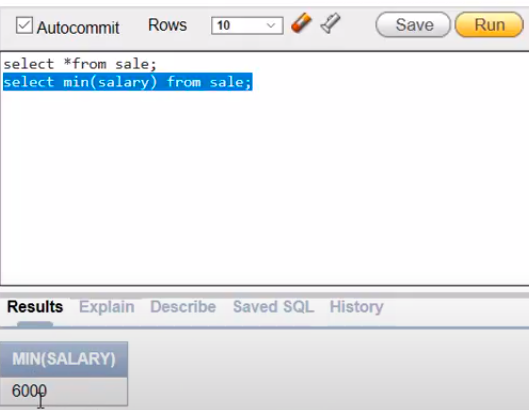 Autocommit Rows 10 Save Run
select *from sale;
select min(salary) from sale;
Results Explain Describe Saved SQL History
MIN(SALARY)
6000